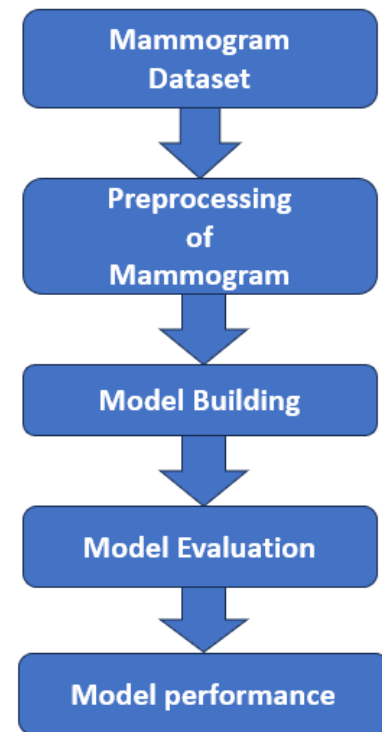 Mammogram
Dataset
Preprocessing
of
Mammogram
Model Building
Model Evaluation
Model performance